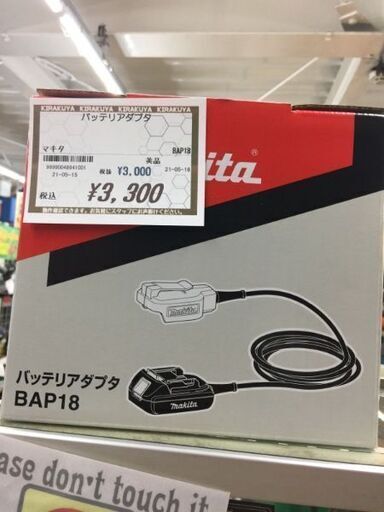 KIRAKUYA KIRAKUYA KIRAKUYA KIRAKUYA KIRAKUYA
バッテリアダプタ
マキタ BAP18
美品
税抜 ¥3,000
21-05-15 21-05-16
税込 ¥3,300
ita
®
makita
makita
バッテリアダプタ
BAP18
ase don't touch it